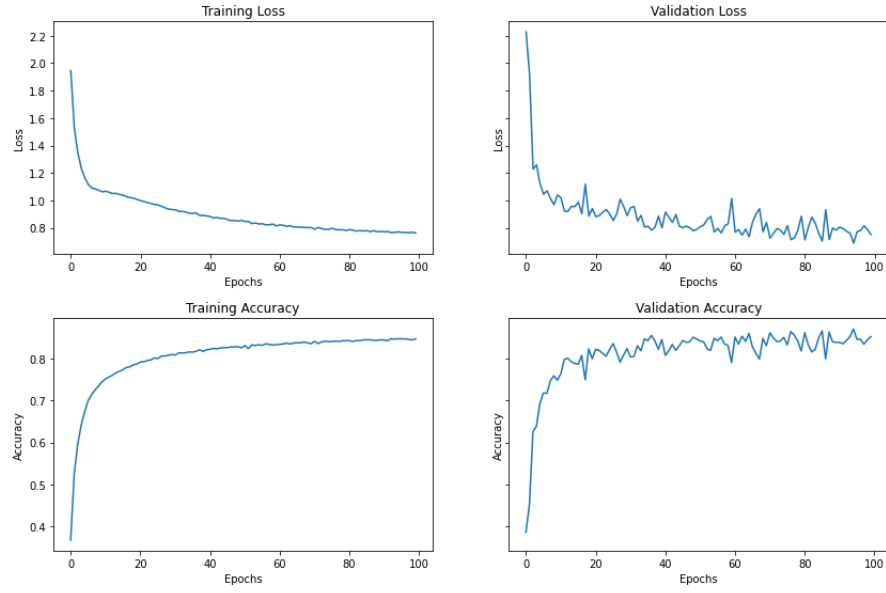 Training Loss
Validation Loss
2.2
2.0
1.8
1.6
1.4
1.2
1.0
0.8
Loss
Loss
0 20 40 60 80 100
0 20 40 60 80 100
Epochs
Epochs
Training Accuracy
Validation Accuracy
0.8
0.7
0.6
0.5
0.4
Accuracy
Accuracy
0 20 40 60 80 100
0 20 40 60 80 100
Epochs
Epochs